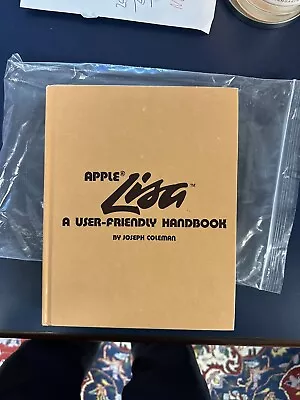 APPLE® Lisa™
A USER-FRIENDLY HANDBOOK
BY JOSEPH COLEMAN